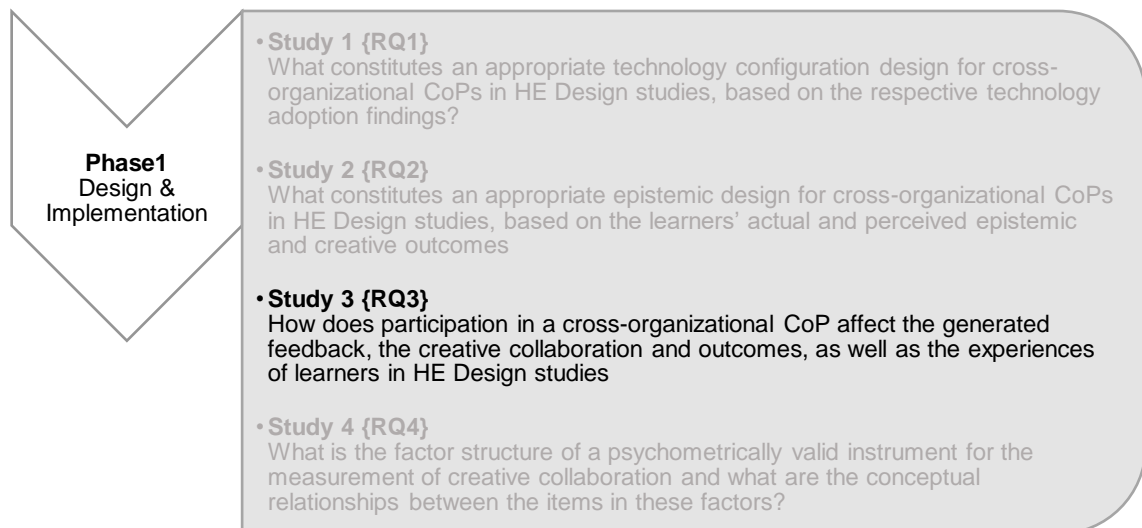 Phase1
Design &
Implementation
• Study 1 {RQ1}
What constitutes an appropriate technology configuration design for cross-
organizational CoPs in HE Design studies, based on the respective technology
adoption findings?
• Study 2 {RQ2}
What constitutes an appropriate epistemic design for cross-organizational CoPs
in HE Design studies, based on the learners’ actual and perceived epistemic
and creative outcomes
• Study 3 {RQ3}
How does participation in a cross-organizational CoP affect the generated
feedback, the creative collaboration and outcomes, as well as the experiences
of learners in HE Design studies
• Study 4 {RQ4}
What is the factor structure of a psychometrically valid instrument for the
measurement of creative collaboration and what are the conceptual
relationships between the items in these factors?